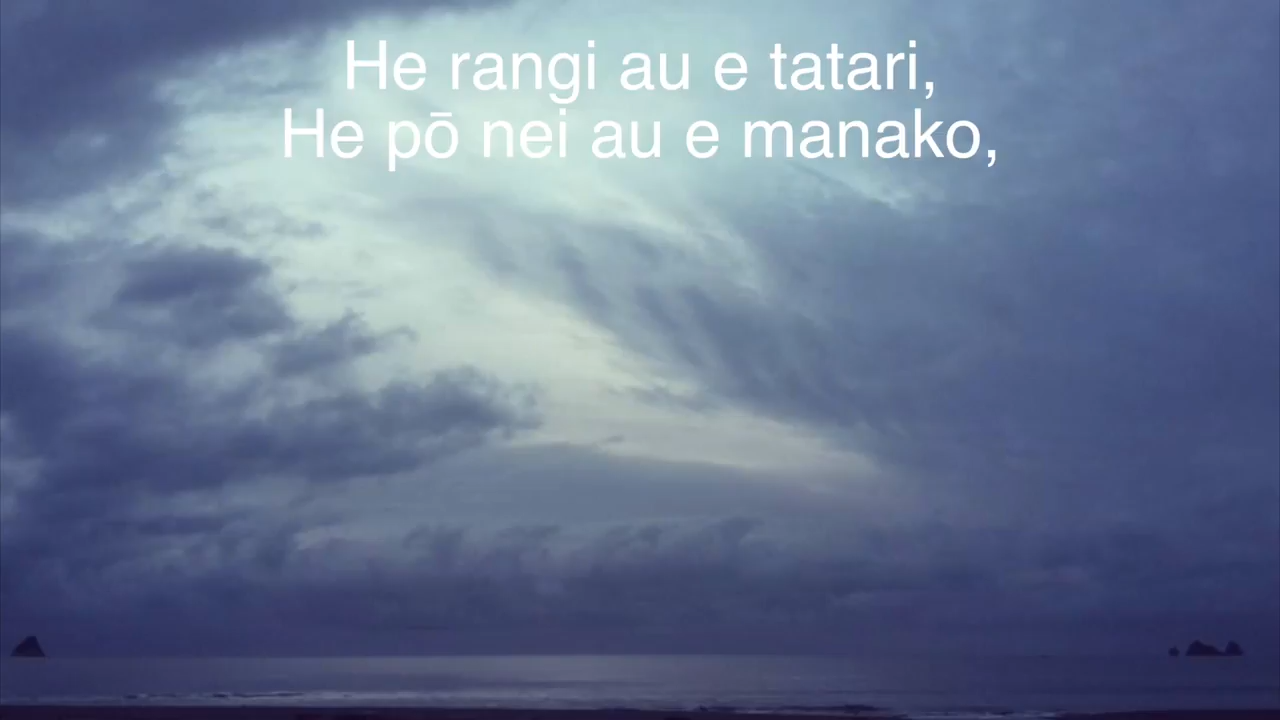 He rangi au e tatari,
He pō nei au e manako,